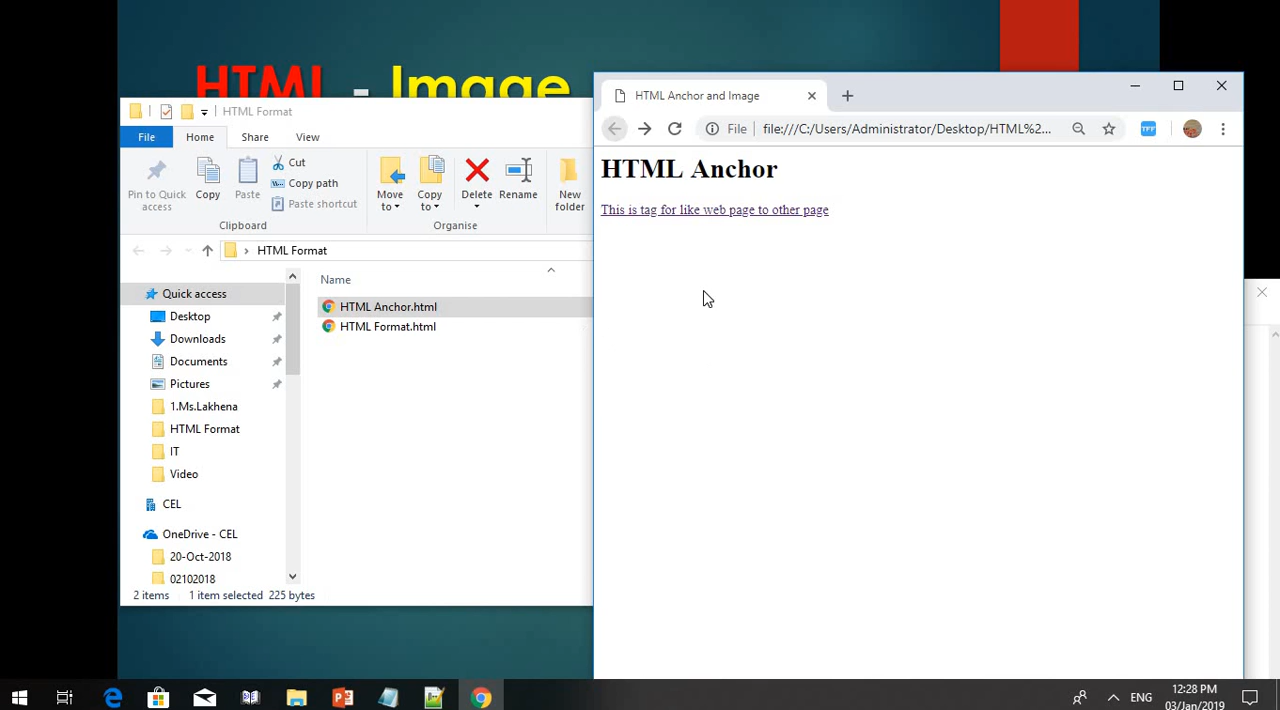 HTML - Image
HTML Format
File
Home
Share
View
Pin to Quick access
Copy
Paste
Cut
Copy path
Paste shortcut
Move to
Copy to
Delete
Rename
New folder
Clipboard
Organise
HTML Format
Name
Quick access
Desktop
Downloads
Documents
Pictures
1.Ms.Lakhena
HTML Format
IT
Video
CEL
OneDrive - CEL
20-Oct-2018
02102018
HTML Anchor.html
HTML Format.html
2 items
1 item selected 225 bytes
HTML Anchor and Image
File
file:///C:/Users/Administrator/Desktop/HTML%2...
TFF
HTML Anchor
This is tag for like web page to other page
ENG
12:28 PM
03/Jan/2019